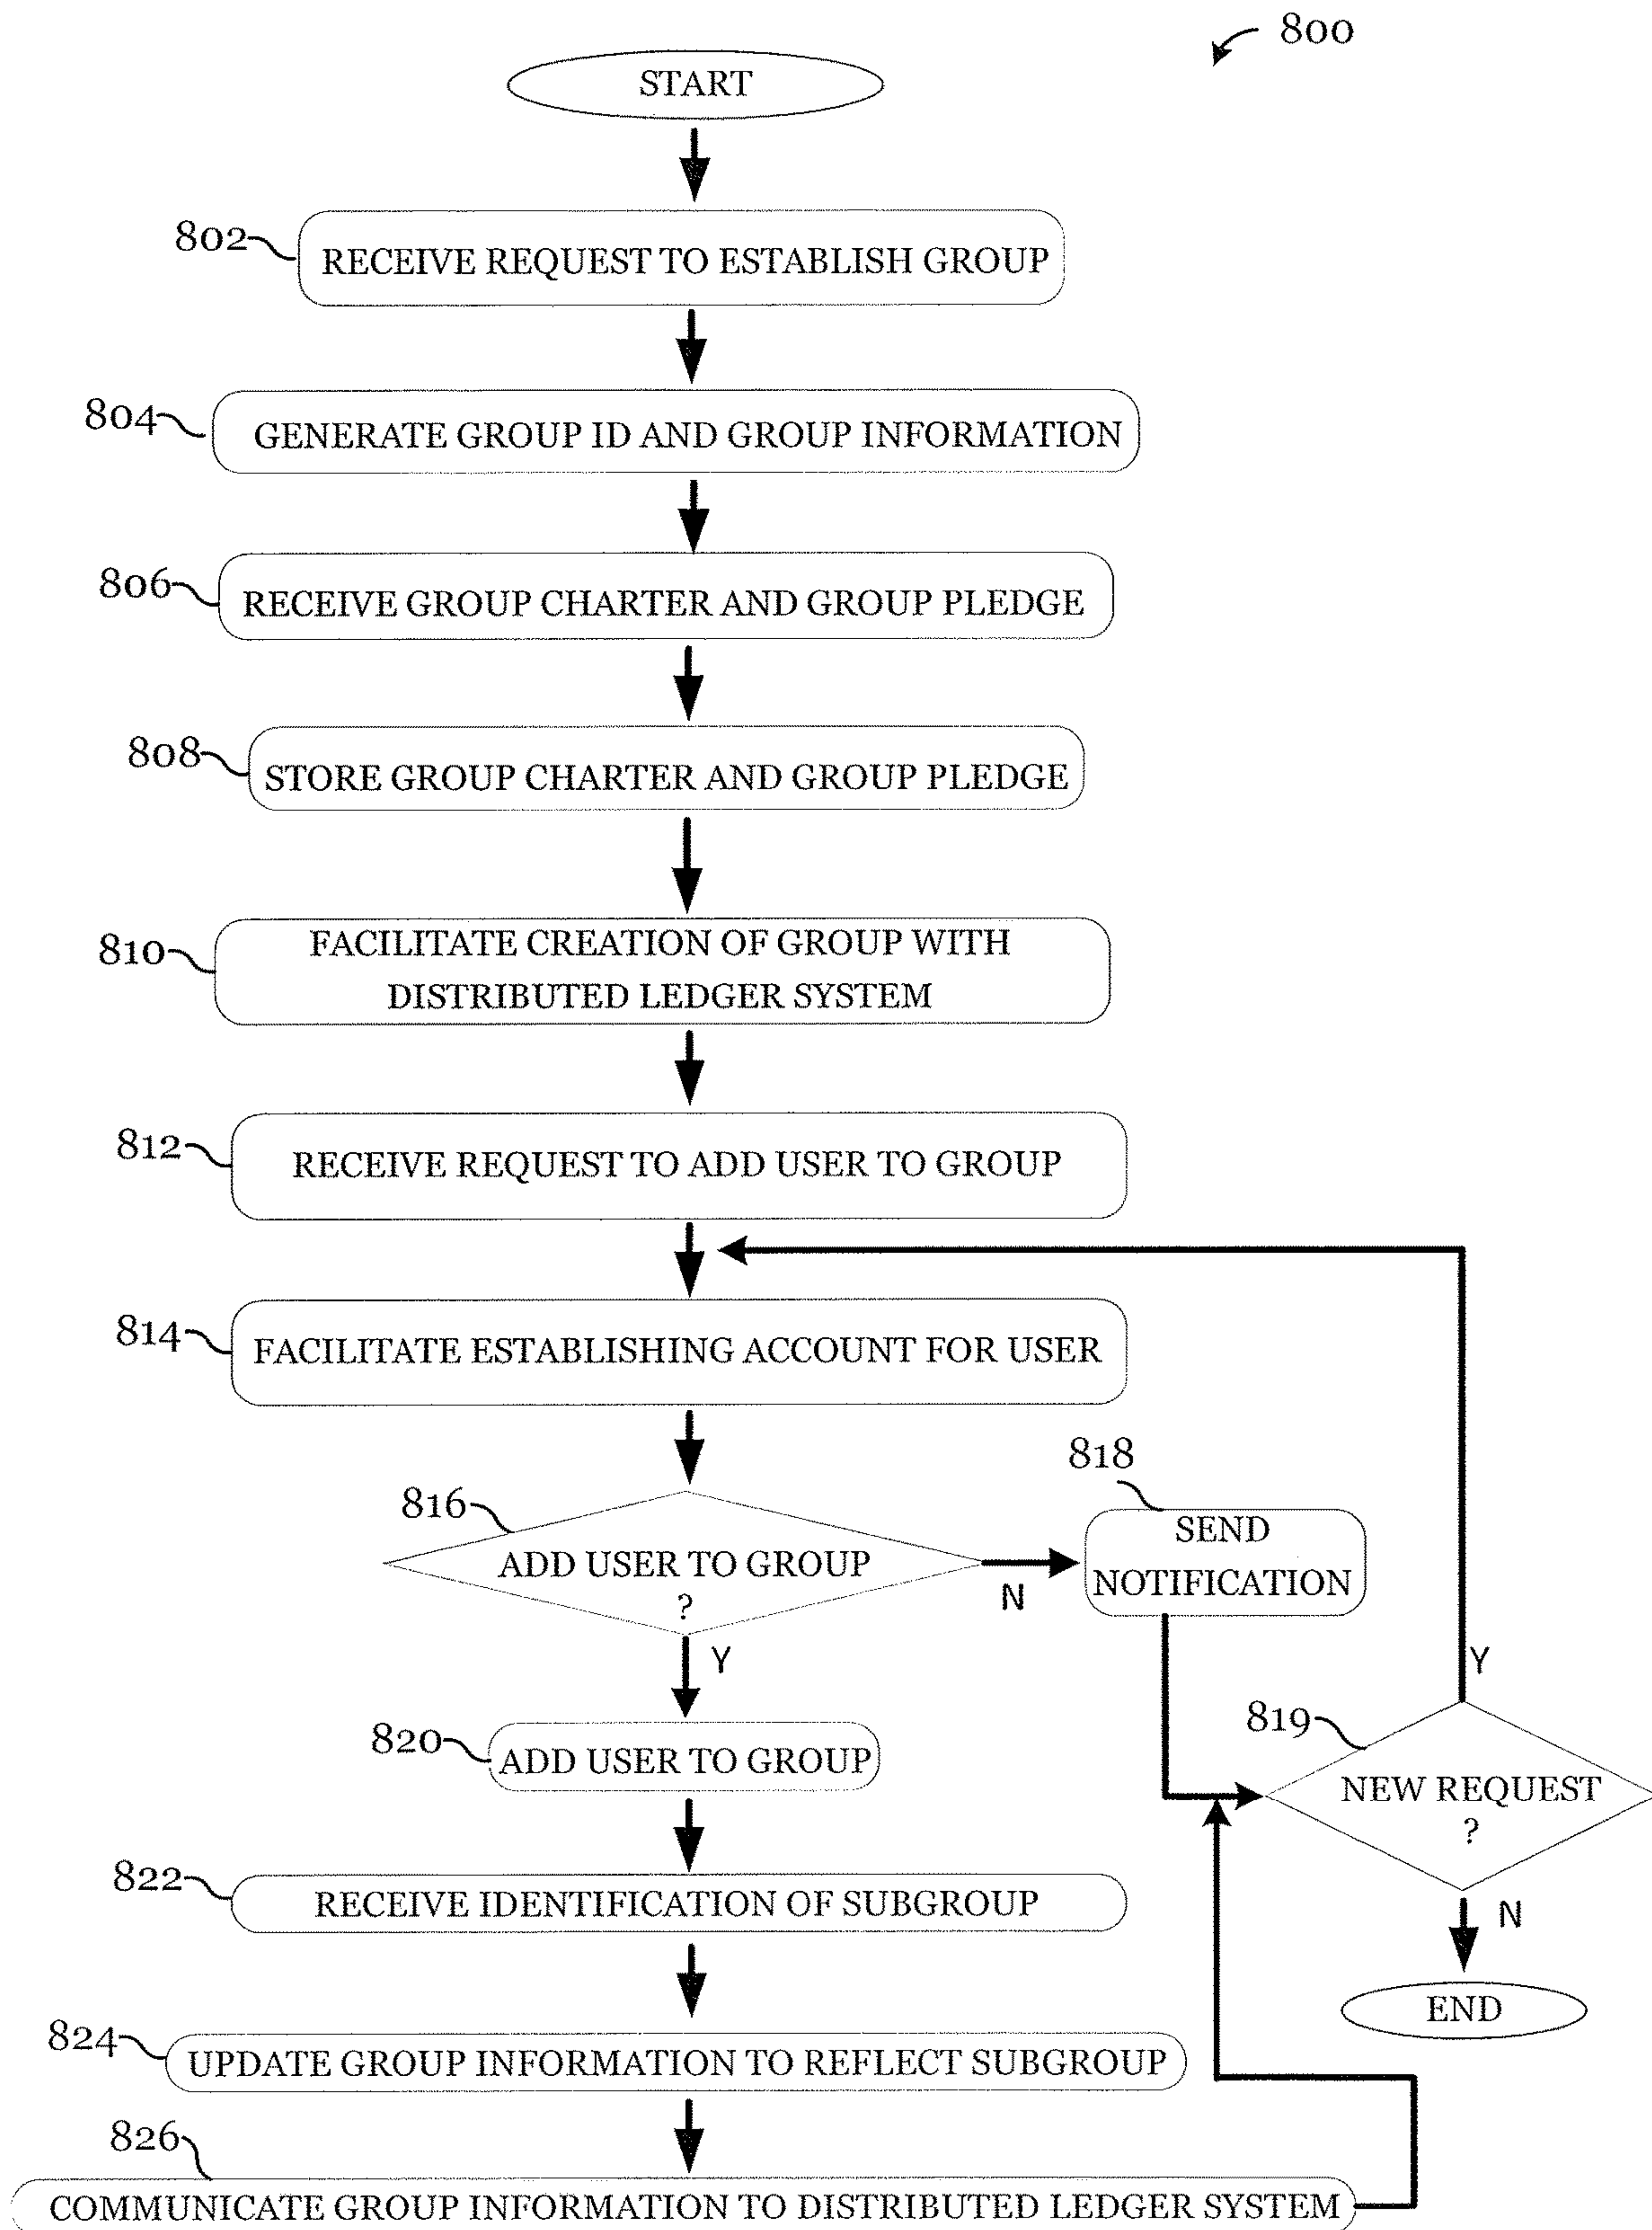 800
START
802
RECEIVE REQUEST TO ESTABLISH GROUP
804
GENERATE GROUP ID AND GROUP INFORMATION
806
RECEIVE GROUP CHARTER AND GROUP PLEDGE
808
STORE GROUP CHARTER AND GROUP PLEDGE
810
FACILITATE CREATION OF GROUP WITH
DISTRIBUTED LEDGER SYSTEM
812
RECEIVE REQUEST TO ADD USER TO GROUP
814
FACILITATE ESTABLISHING ACCOUNT FOR USER
816
ADD USER TO GROUP
?
N
Y
818
SEND
NOTIFICATION
819
NEW REQUEST
?
Y
N
END
820
ADD USER TO GROUP
822
RECEIVE IDENTIFICATION OF SUBGROUP
824
UPDATE GROUP INFORMATION TO REFLECT SUBGROUP
826
COMMUNICATE GROUP INFORMATION TO DISTRIBUTED LEDGER SYSTEM